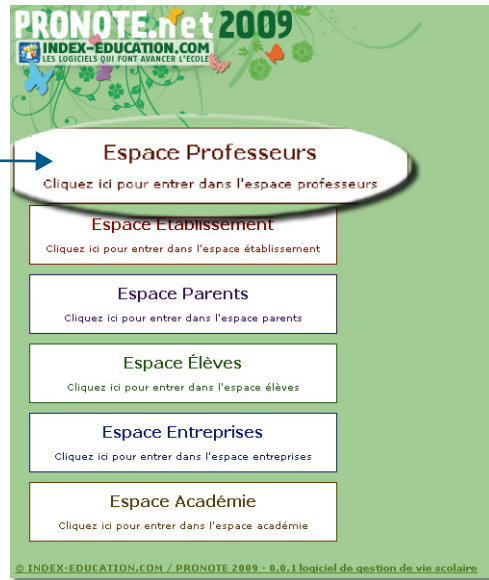 PRONOTE.net 2009
INDEX-EDUCATION.COM
LES LOGICIELS QUI FONT AVANCER L'ECOLE
Espace Professeurs
Cliquez ici pour entrer dans l'espace professeurs
Espace Etablissement
Cliquez ici pour entrer dans l'espace établissement
Espace Parents
Cliquez ici pour entrer dans l'espace parents
Espace Élèves
Cliquez ici pour entrer dans l'espace élèves
Espace Entreprises
Cliquez ici pour entrer dans l'espace entreprises
Espace Académie
Cliquez ici pour entrer dans l'espace académie
© INDEX-EDUCATION.COM / PRONOTE 2009 - 0.0.1 logiciel de gestion de vie scolaire